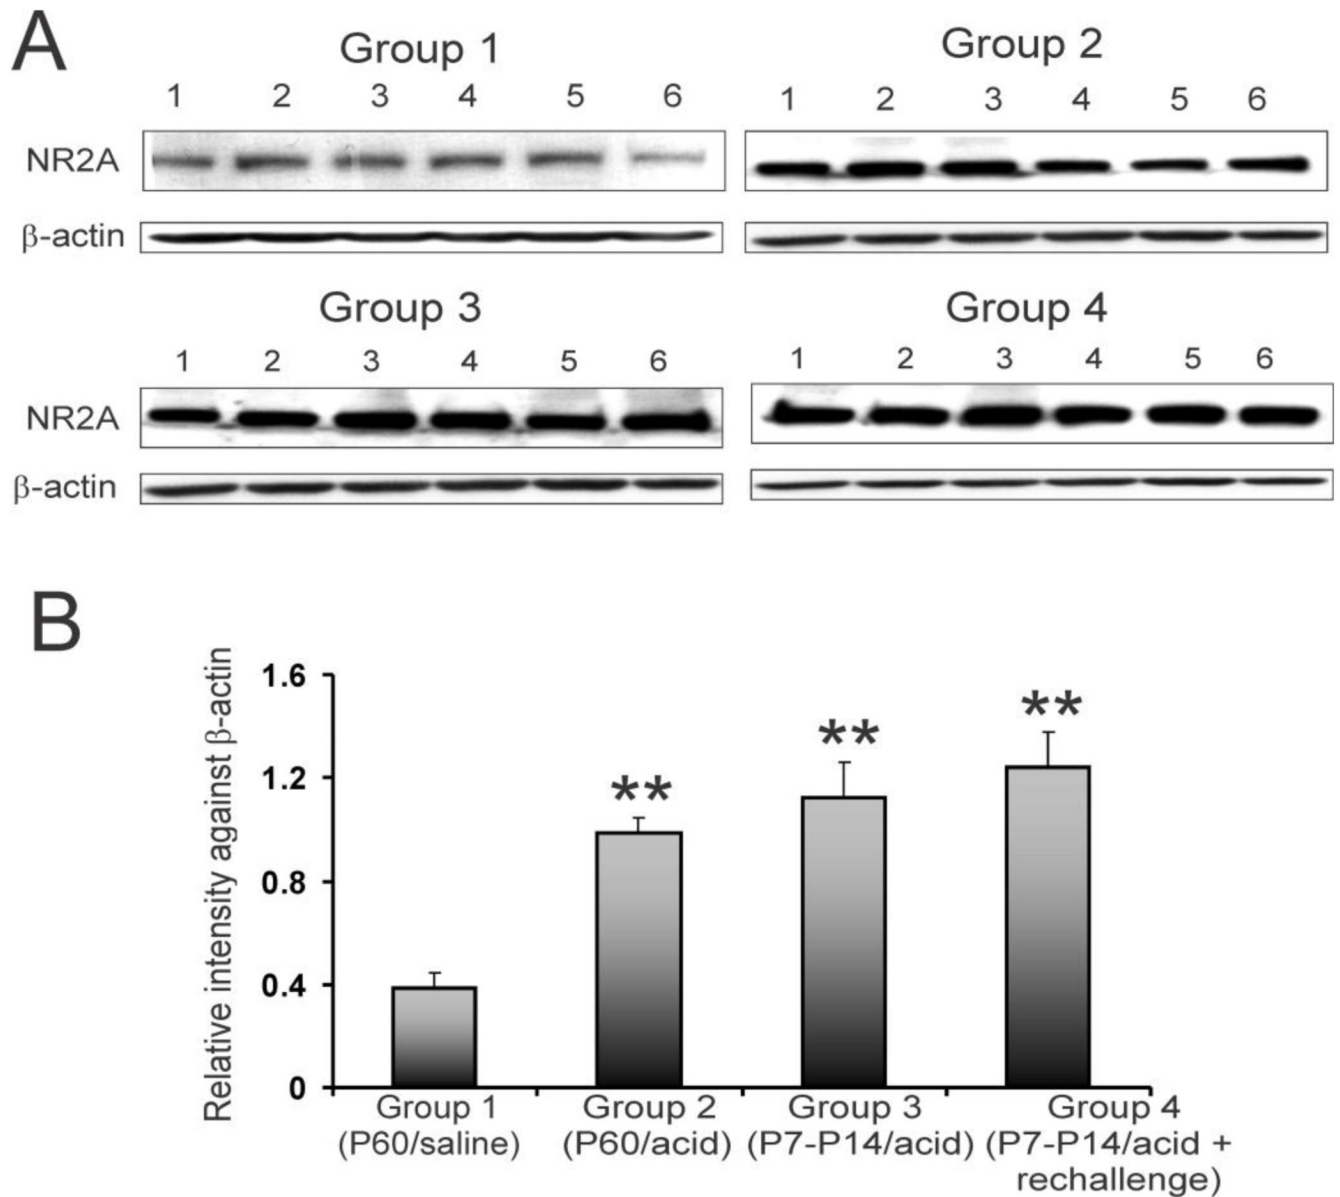 A
Group 1
Group 2
1 2 3 4 5 6
1 2 3 4 5 6
NR2A
β-actin
Group 3
Group 4
1 2 3 4 5 6
1 2 3 4 5 6
NR2A
β-actin
B
Relative intensity against β-actin
1.6
1.2
0.8
0.4
0
**
**
**
Group 1
(P60/saline)
Group 2
(P60/acid)
Group 3
(P7-P14/acid)
Group 4
(P7-P14/acid +
rechallenge)